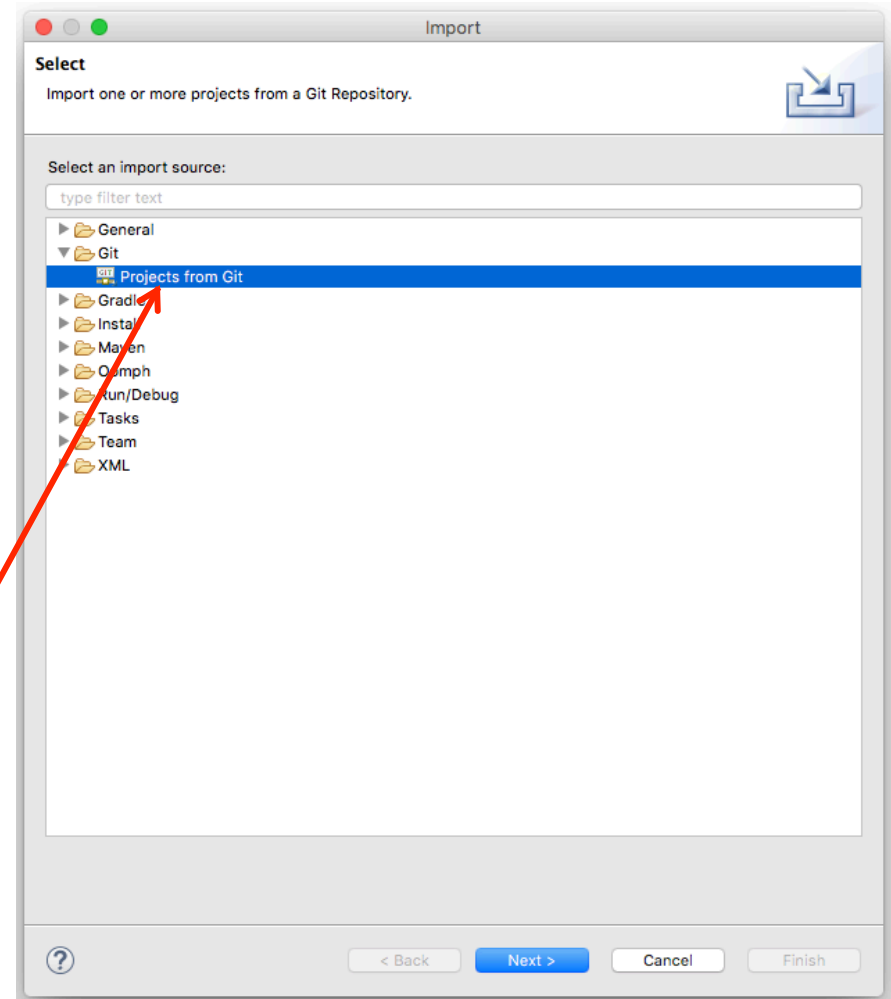 Import
Select
Import one or more projects from a Git Repository.
Select an import source:
type filter text
General
Git
GIT Projects from Git
Gradle
Install
Maven
Oomph
Run/Debug
Tasks
Team
XML
? < Back Next > Cancel Finish